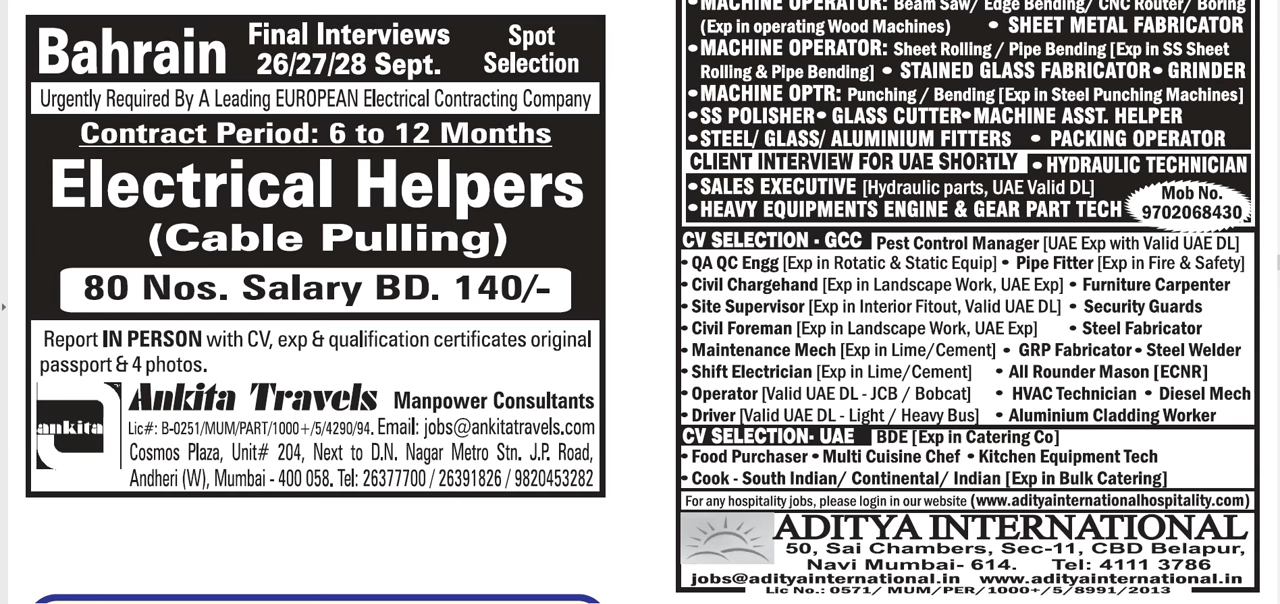 Bahrain
Final Interviews
26/27/28 Sept.
Spot
Selection
Urgently Required By A Leading EUROPEAN Electrical Contracting Company
Contract Period: 6 to 12 Months
Electrical Helpers
(Cable Pulling)
80 Nos. Salary BD. 140/-
Report IN PERSON with CV, exp & qualification certificates original
passport & 4 photos.
ankita
Ankita Travels Manpower Consultants
Lic#: B-0251/MUM/PART/1000+/5/4290/94. Email: jobs@ankitatravels.com
Cosmos Plaza, Unit# 204, Next to D.N. Nagar Metro Stn. J.P. Road,
Andheri (W), Mumbai - 400 058. Tel: 26377700 / 26391826 / 9820453282
• MACHINE OPERATOR: Beam Saw/ Edge Bending/ CNC Router/ Boring
(Exp in operating Wood Machines) • SHEET METAL FABRICATOR
• MACHINE OPERATOR: Sheet Rolling / Pipe Bending [Exp in SS Sheet
Rolling & Pipe Bending] • STAINED GLASS FABRICATOR • GRINDER
• MACHINE OPTR: Punching / Bending [Exp in Steel Punching Machines]
• SS POLISHER • GLASS CUTTER • MACHINE ASST. HELPER
• STEEL/ GLASS/ ALUMINIUM FITTERS • PACKING OPERATOR
CLIENT INTERVIEW FOR UAE SHORTLY • HYDRAULIC TECHNICIAN
• SALES EXECUTIVE [Hydraulic parts, UAE Valid DL]
• HEAVY EQUIPMENTS ENGINE & GEAR PART TECH
Mob No.
9702068430
CV SELECTION - GCC Pest Control Manager [UAE Exp with Valid UAE DL]
• QA QC Engg [Exp in Rotatic & Static Equip] • Pipe Fitter [Exp in Fire & Safety]
• Civil Chargehand [Exp in Landscape Work, UAE Exp] • Furniture Carpenter
• Site Supervisor [Exp in Interior Fitout, Valid UAE DL] • Security Guards
• Civil Foreman [Exp in Landscape Work, UAE Exp] • Steel Fabricator
• Maintenance Mech [Exp in Lime/Cement] • GRP Fabricator • Steel Welder
• Shift Electrician [Exp in Lime/Cement] • All Rounder Mason [ECNR]
• Operator [Valid UAE DL - JCB / Bobcat] • HVAC Technician • Diesel Mech
• Driver [Valid UAE DL - Light / Heavy Bus] • Aluminium Cladding Worker
CV SELECTION- UAE BDE [Exp in Catering Co]
• Food Purchaser • Multi Cuisine Chef • Kitchen Equipment Tech
• Cook - South Indian/ Continental/ Indian [Exp in Bulk Catering]
For any hospitality jobs, please login in our website (www.adityainternationalhospitality.com)
ADITYA INTERNATIONAL
50, Sai Chambers, Sec-11, CBD Belapur,
Navi Mumbai- 614. Tel: 4111 3786
jobs@adityainternational.in www.adityainternational.in
Lic No.: 0571/ MUM/PER/1000+/5/8991/2013